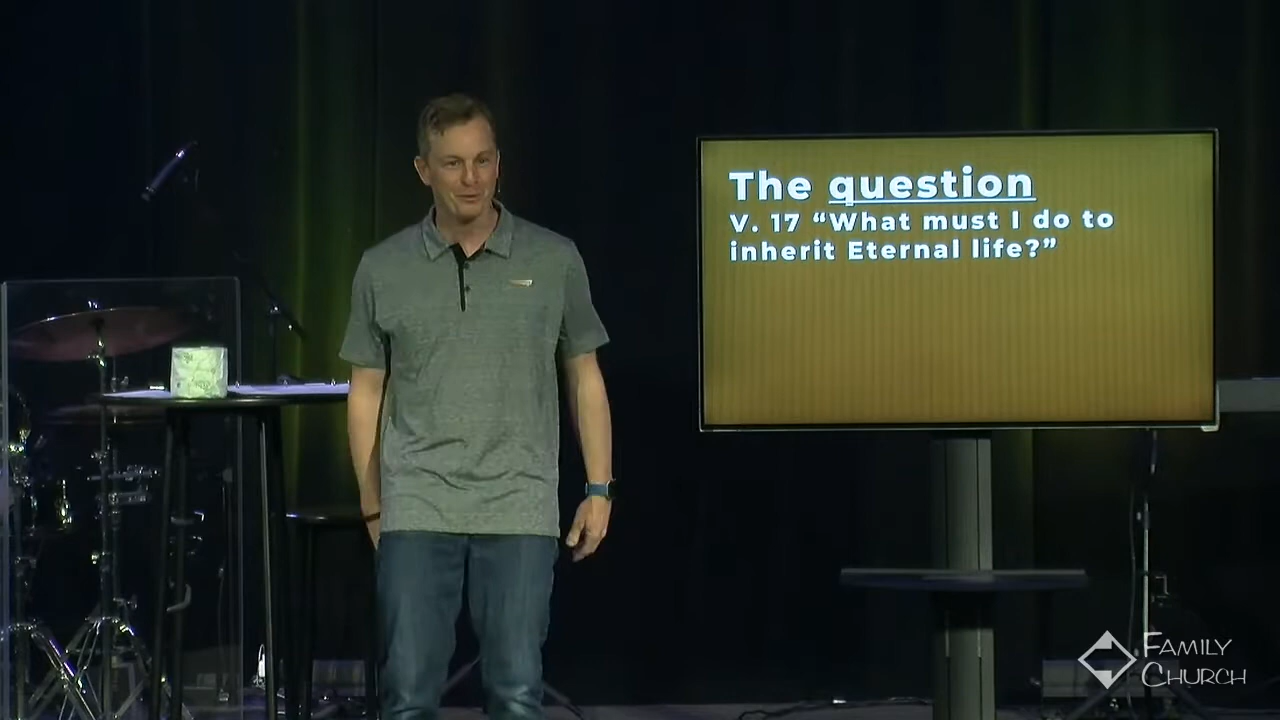 The question
V. 17 “What must I do to
inherit Eternal life?”
FAMILY
CHURCH